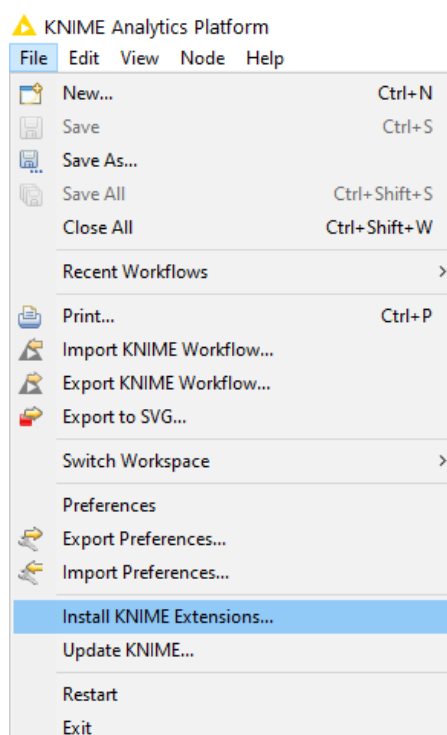 KNIME Analytics Platform
File Edit View Node Help
New... Ctrl+N
Save Ctrl+S
Save As...
Save All Ctrl+Shift+S
Close All Ctrl+Shift+W
Recent Workflows
Print... Ctrl+P
Import KNIME Workflow...
Export KNIME Workflow...
Export to SVG...
Switch Workspace
Preferences
Export Preferences...
Import Preferences...
Install KNIME Extensions...
Update KNIME...
Restart
Exit